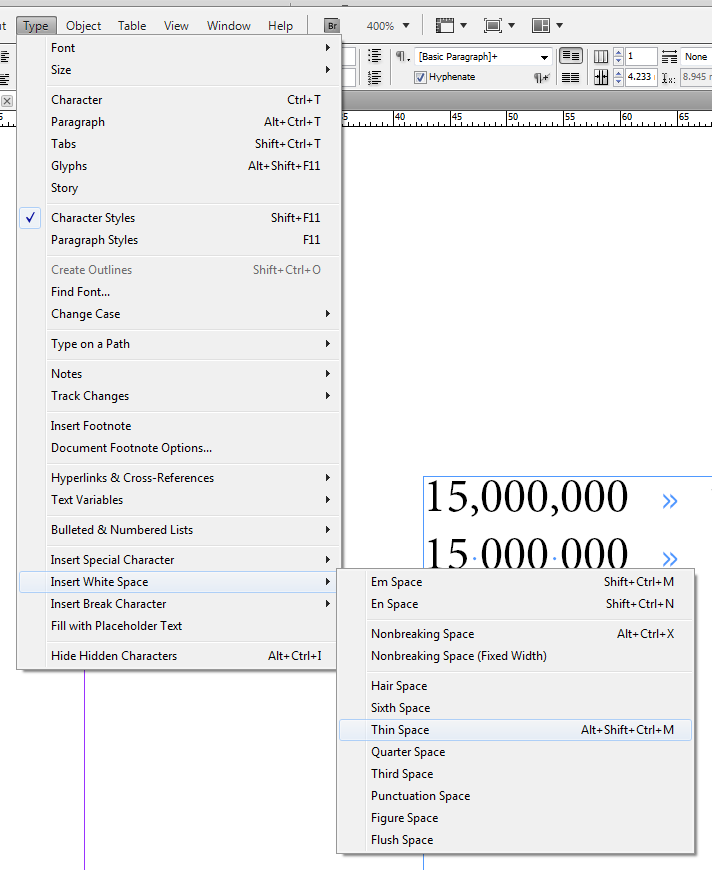 Type Object Table View Window Help Br 400%
[Basic Paragraph]+ 1 None
Hyphenate 4.233 8.945
40 45 50 55 60 65
Font
Size
Character Ctrl+T
Paragraph Alt+Ctrl+T
Tabs Shift+Ctrl+T
Glyphs Alt+Shift+F11
Story
Character Styles Shift+F11
Paragraph Styles F11
Create Outlines Shift+Ctrl+O
Find Font...
Change Case
Type on a Path
Notes
Track Changes
Insert Footnote
Document Footnote Options...
Hyperlinks & Cross-References
Text Variables
Bulleted & Numbered Lists
Insert Special Character
Insert White Space
Insert Break Character
Fill with Placeholder Text
Hide Hidden Characters Alt+Ctrl+I
15,000,000 »
15·000·000 »
Em Space Shift+Ctrl+M
En Space Shift+Ctrl+N
Nonbreaking Space Alt+Ctrl+X
Nonbreaking Space (Fixed Width)
Hair Space
Sixth Space
Thin Space Alt+Shift+Ctrl+M
Quarter Space
Third Space
Punctuation Space
Figure Space
Flush Space